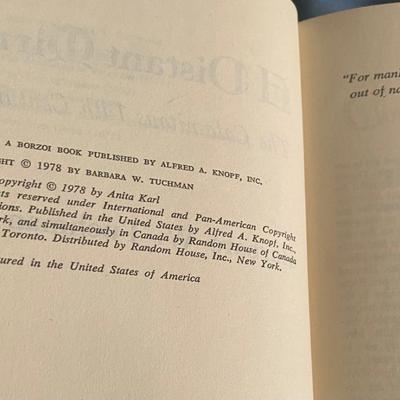 A BORZOI BOOK PUBLISHED BY ALFRED A. KNOPF, INC.
GHT © 1978 BY BARBARA W. TUCHMAN
opyright © 1978 by Anita Karl
ts reserved under International and Pan-American Copyright
ions. Published in the United States by Alfred A. Knopf, Inc.,
rk, and simultaneously in Canada by Random House of Canada
Toronto. Distributed by Random House, Inc., New York.
tured in the United States of America
"For mank
out of na